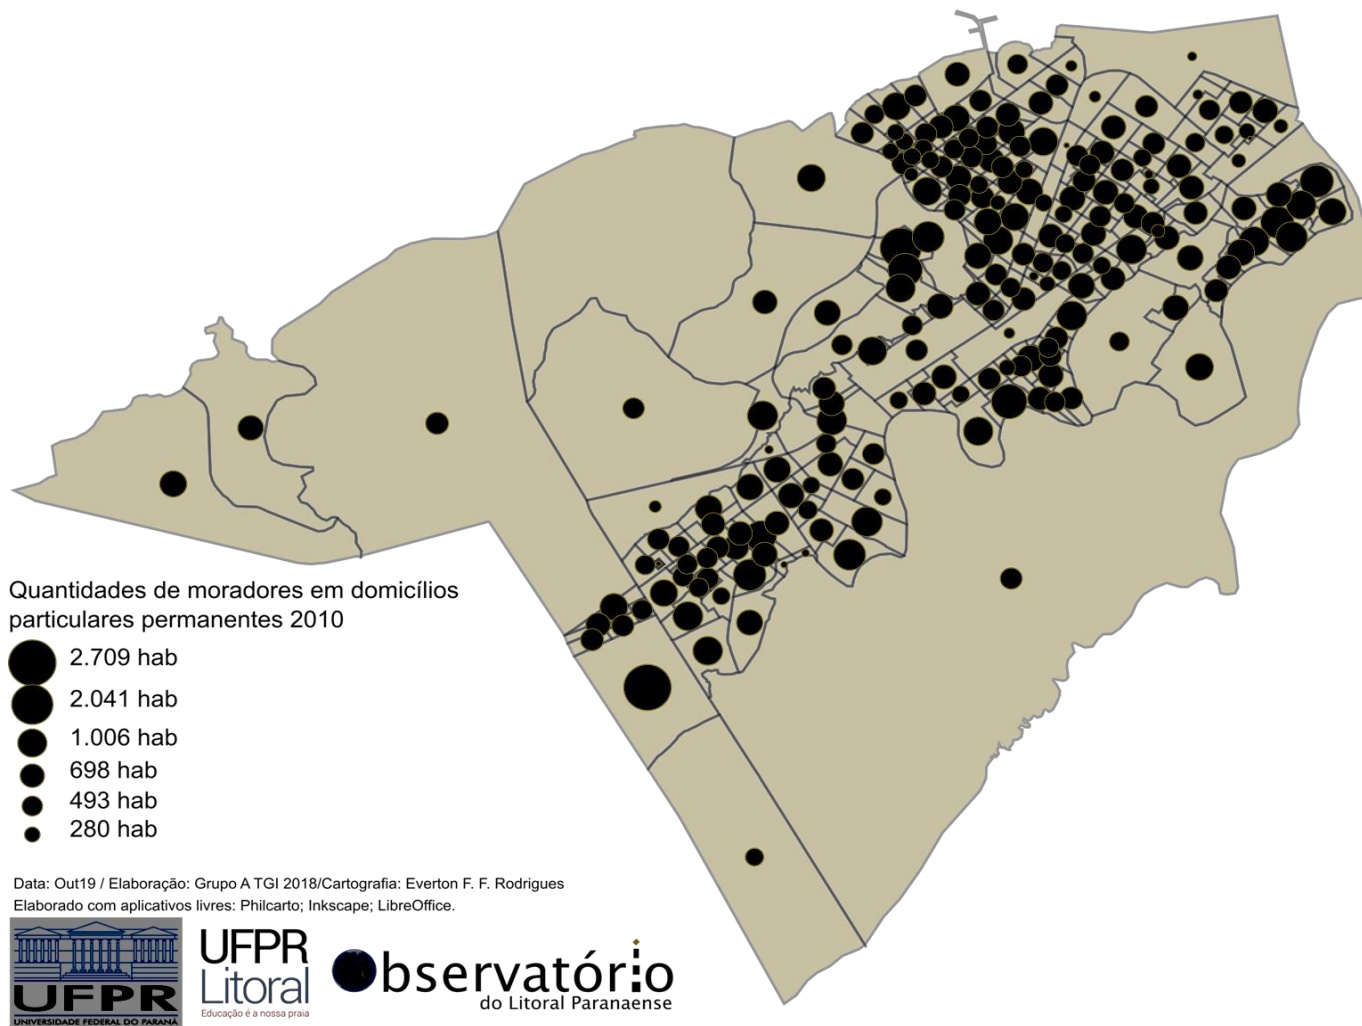 Quantidades de moradores em domicílios
particulares permanentes 2010
2.709 hab
2.041 hab
1.006 hab
698 hab
493 hab
280 hab
Data: Out19 / Elaboração: Grupo A TGI 2018/Cartografia: Everton F. F. Rodrigues
Elaborado com aplicativos livres: Philcarto; Inkscape; LibreOffice.
UFPR
UNIVERSIDADE FEDERAL DO PARANÁ
UFPR
Litoral
Educação é a nossa praia
Observatório
do Litoral Paranaense